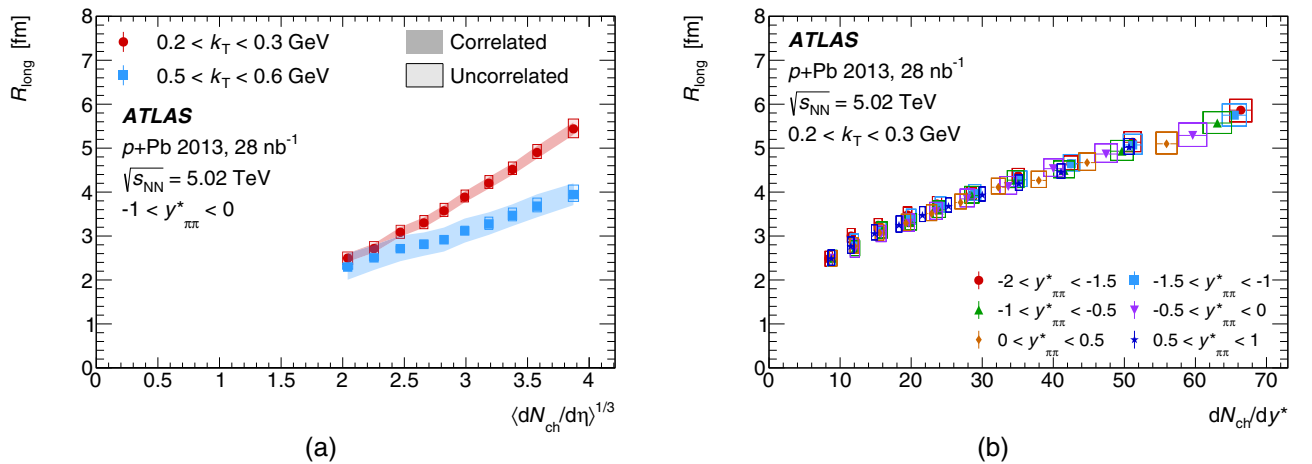 R_long [fm]
8
7
6
5
4
3
2
1
0
0 0.5 1 1.5 2 2.5 3 3.5 4
⟨dN_ch/dη⟩^1/3
0.2 < k_T < 0.3 GeV
0.5 < k_T < 0.6 GeV
Correlated
Uncorrelated
ATLAS
p+Pb 2013, 28 nb^-1
√s_NN = 5.02 TeV
-1 < y*_ππ < 0
(a)
R_long [fm]
8
7
6
5
4
3
2
1
0
0 10 20 30 40 50 60 70
dN_ch/dy*
ATLAS
p+Pb 2013, 28 nb^-1
√s_NN = 5.02 TeV
0.2 < k_T < 0.3 GeV
-2 < y*_ππ < -1.5 -1.5 < y*_ππ < -1
-1 < y*_ππ < -0.5 -0.5 < y*_ππ < 0
0 < y*_ππ < 0.5 0.5 < y*_ππ < 1
(b)